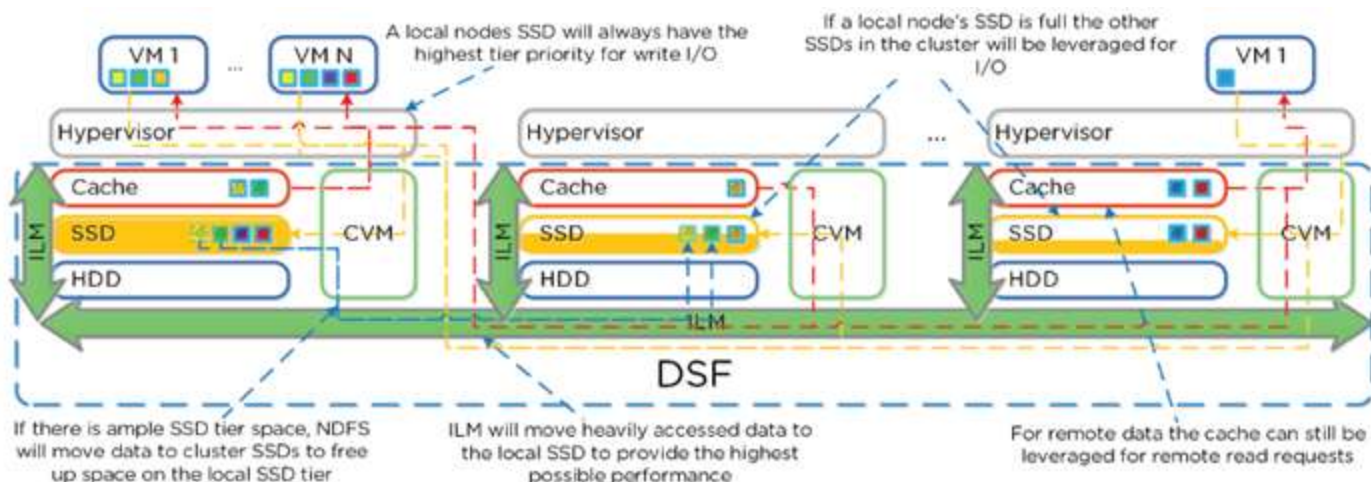 A local nodes SSD will always have the
highest tier priority for write I/O
If a local node's SSD is full the other
SSDs in the cluster will be leveraged for
I/O
VM 1
...
VM N
VM 1
Hypervisor
Hypervisor
...
Hypervisor
ILM
Cache
SSD
HDD
CVM
ILM
Cache
SSD
HDD
CVM
ILM
Cache
SSD
HDD
CVM
ILM
DSF
If there is ample SSD tier space, NDFS
will move data to cluster SSDs to free
up space on the local SSD tier
ILM will move heavily accessed data to
the local SSD to provide the highest
possible performance
For remote data the cache can still be
leveraged for remote read requests